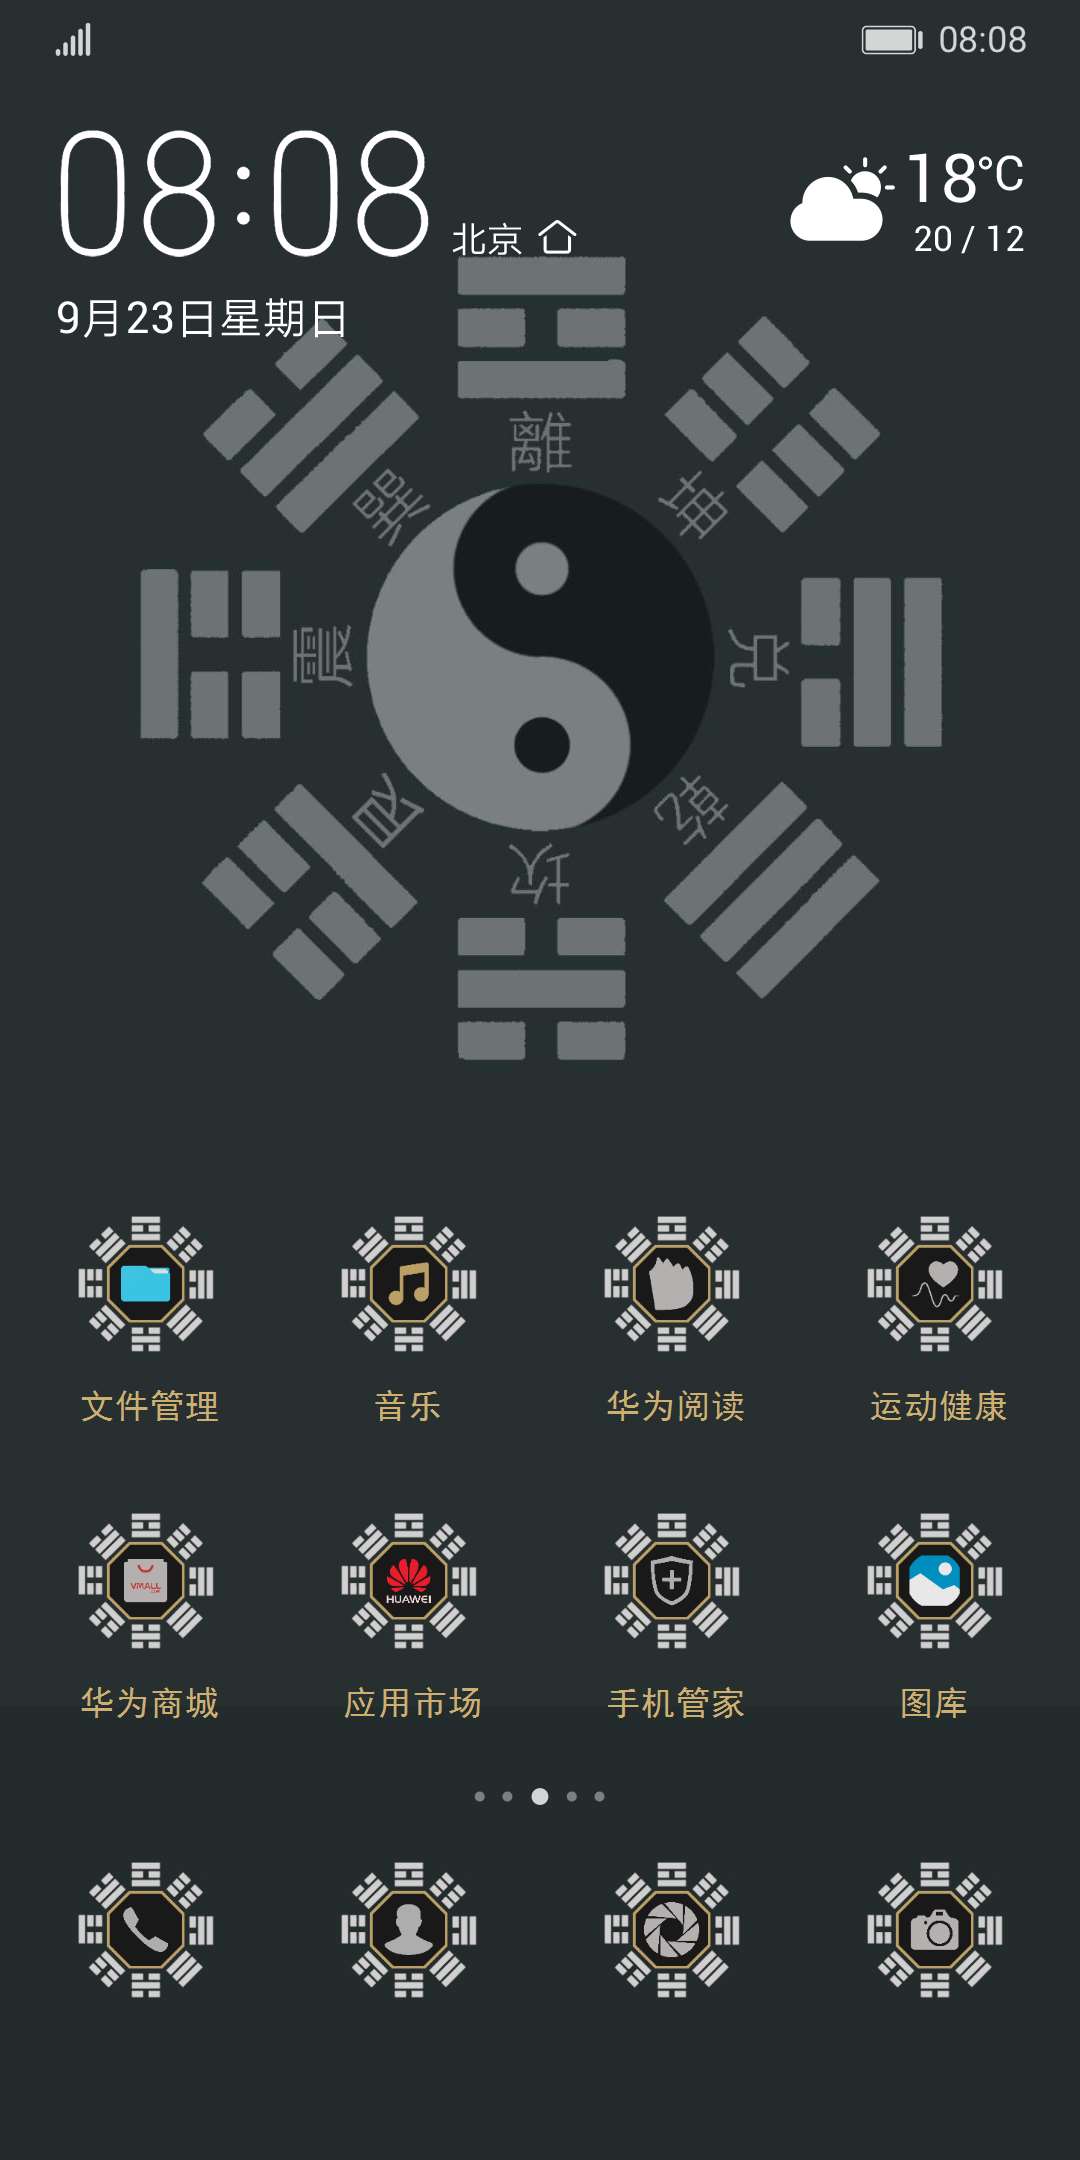 08:08
08:08
北京
18°C
20 / 12
9月23日星期日
離
巽
坤
震
兑
艮
乾
坎
文件管理
音乐
华为阅读
运动健康
VMALL
HUAWEI
华为商城
应用市场
手机管家
图库